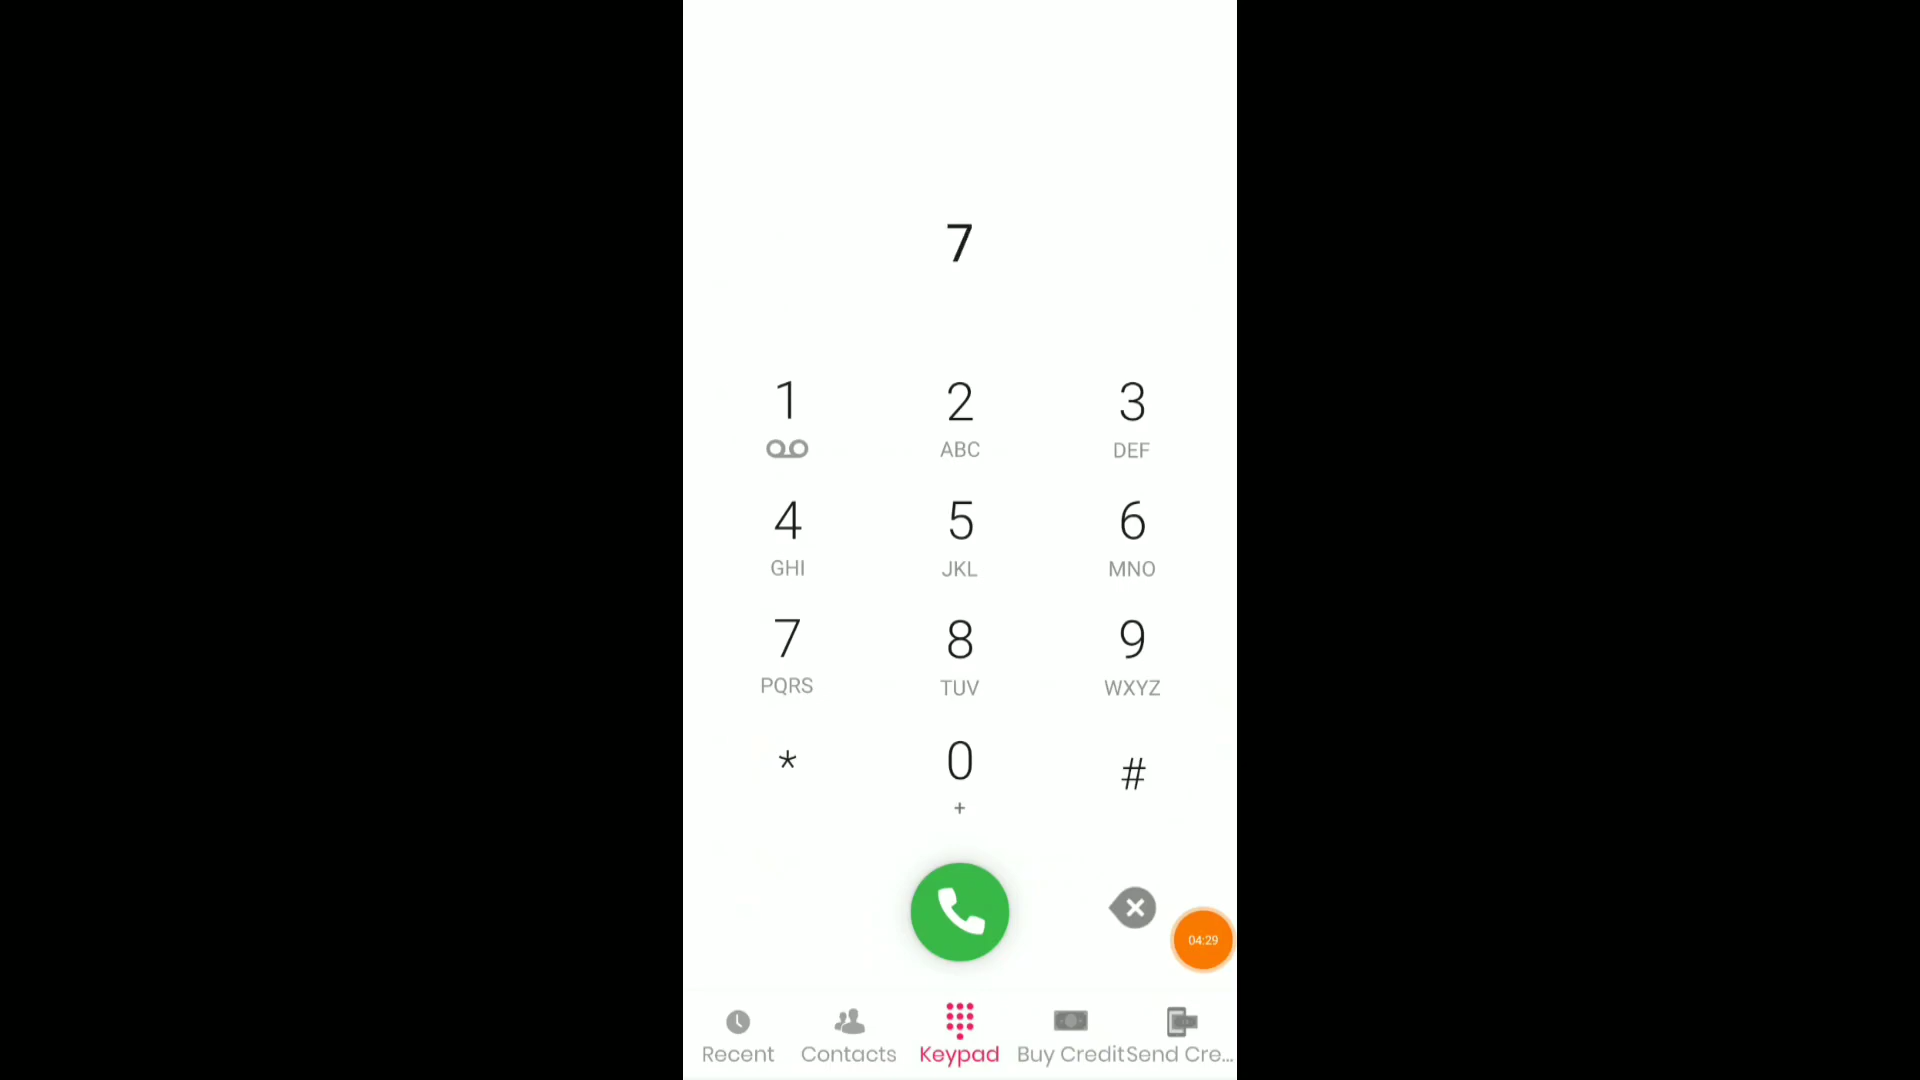 7
1 2 3
ABC DEF
4 5 6
GHI JKL MNO
7 8 9
PQRS TUV WXYZ
* 0 #
+
04:29
Recent Contacts Keypad Buy Credit Send Cre...